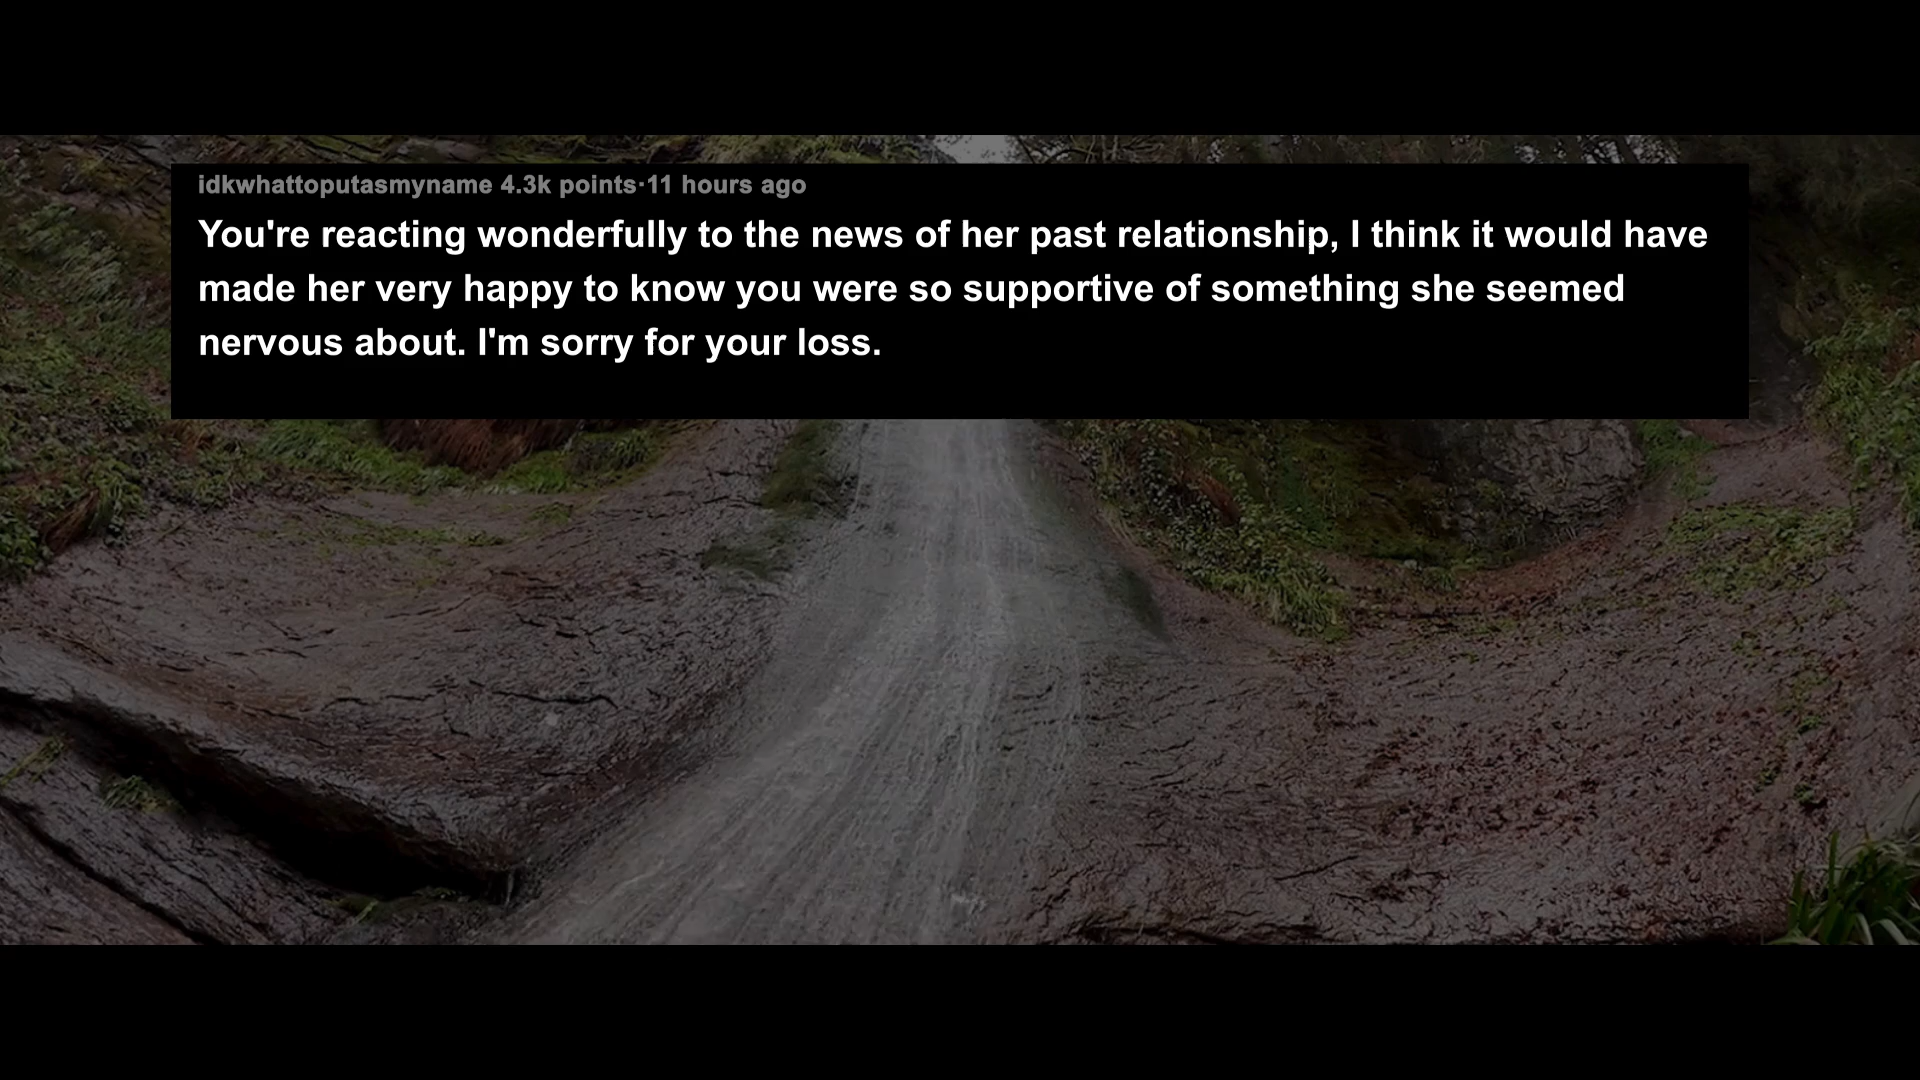 idkwhattoputasmyname 4.3k points·11 hours ago
You're reacting wonderfully to the news of her past relationship, I think it would have
made her very happy to know you were so supportive of something she seemed
nervous about. I'm sorry for your loss.